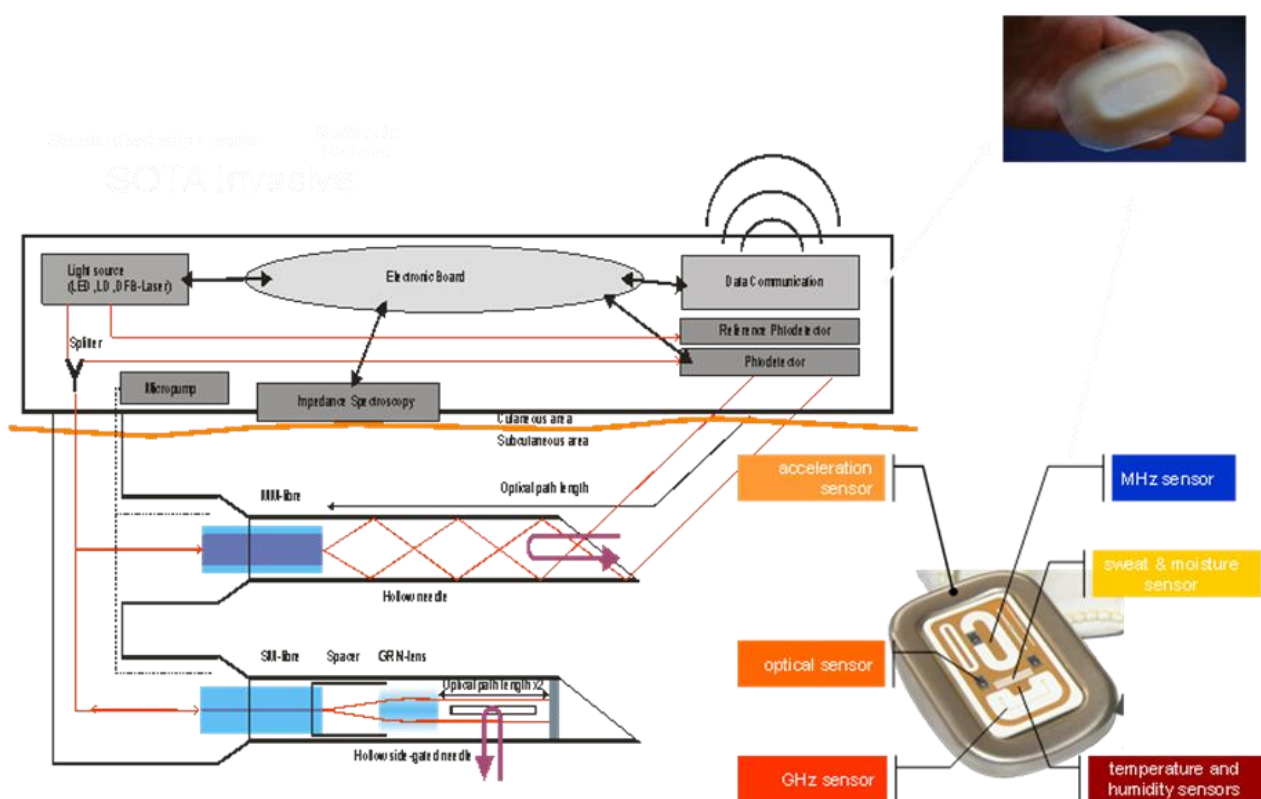 SOTA invasive
Light source
(LED ,LD ,DFB-Laser)
Electronic Board
Data Communication
Reference Phtodetector
Phtodetector
Splitter
Micropump
Impedance Spectroscopy
Cutaneous area
Subcutaneous area
Optical path length
MM-fibre
Hollow needle
SM-fibre
Spacer
GRIN-lens
Optical path length x2
Hollow side-gated needle
acceleration
sensor
MHz sensor
sweat & moisture
sensor
optical sensor
GHz sensor
temperature and
humidity sensors